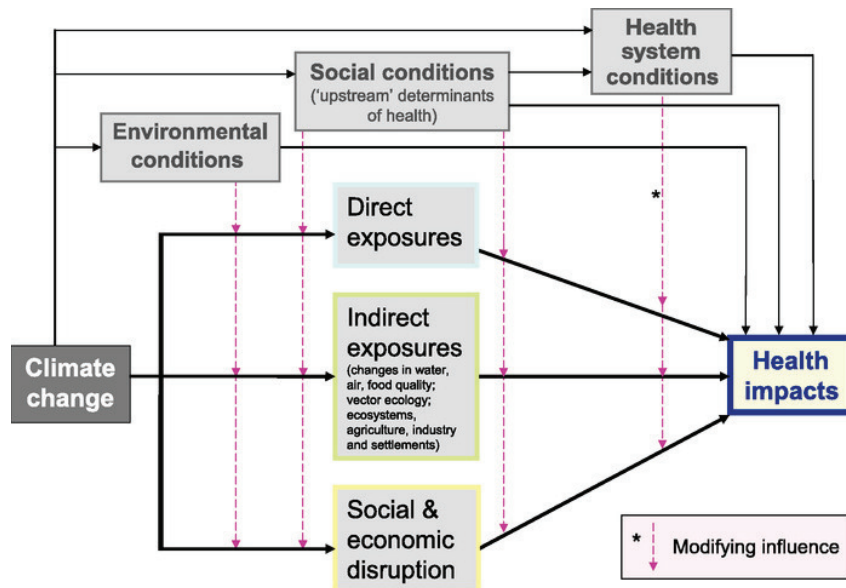 Health
system
conditions
Social conditions
(‘upstream’ determinants
of health)
Environmental
conditions
*
Direct
exposures
Climate
change
Indirect
exposures
(changes in water,
air, food quality;
vector ecology;
ecosystems,
agriculture, industry
and settlements)
Health
impacts
Social &
economic
disruption
* Modifying influence